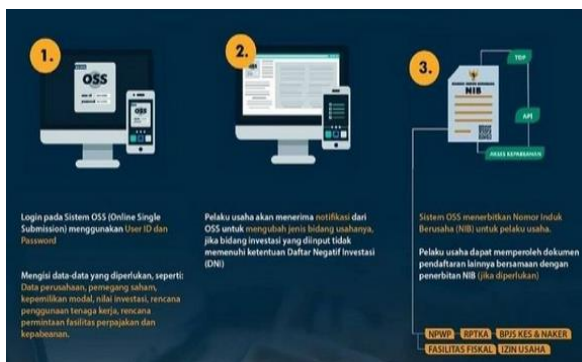 1.
OSS
2.
3.
NIB
TDP
API
AKSES KEPABEANAN
Login pada Sistem OSS (Online Single
Submission) menggunakan User ID dan
Password
Mengisi data-data yang diperlukan, seperti:
Data perusahaan, pemegang saham,
kepemilikan modal, nilai investasi, rencana
penggunaan tenaga kerja, rencana
permintaan fasilitas perpajakan dan
kepabeanan.
Pelaku usaha akan menerima notifikasi dari
OSS untuk mengubah jenis bidang usahanya,
jika bidang investasi yang diinput tidak
memenuhi ketentuan Daftar Negatif Investasi
(DNI)
Sistem OSS menerbitkan Nomor Induk
Berusaha (NIB) untuk pelaku usaha.
Pelaku usaha dapat memperoleh dokumen
pendaftaran lainnya bersamaan dengan
penerbitan NIB (jika diperlukan)
NPWP RPTKA BPJS KES & NAKER
FASILITAS FISKAL IZIN USAHA